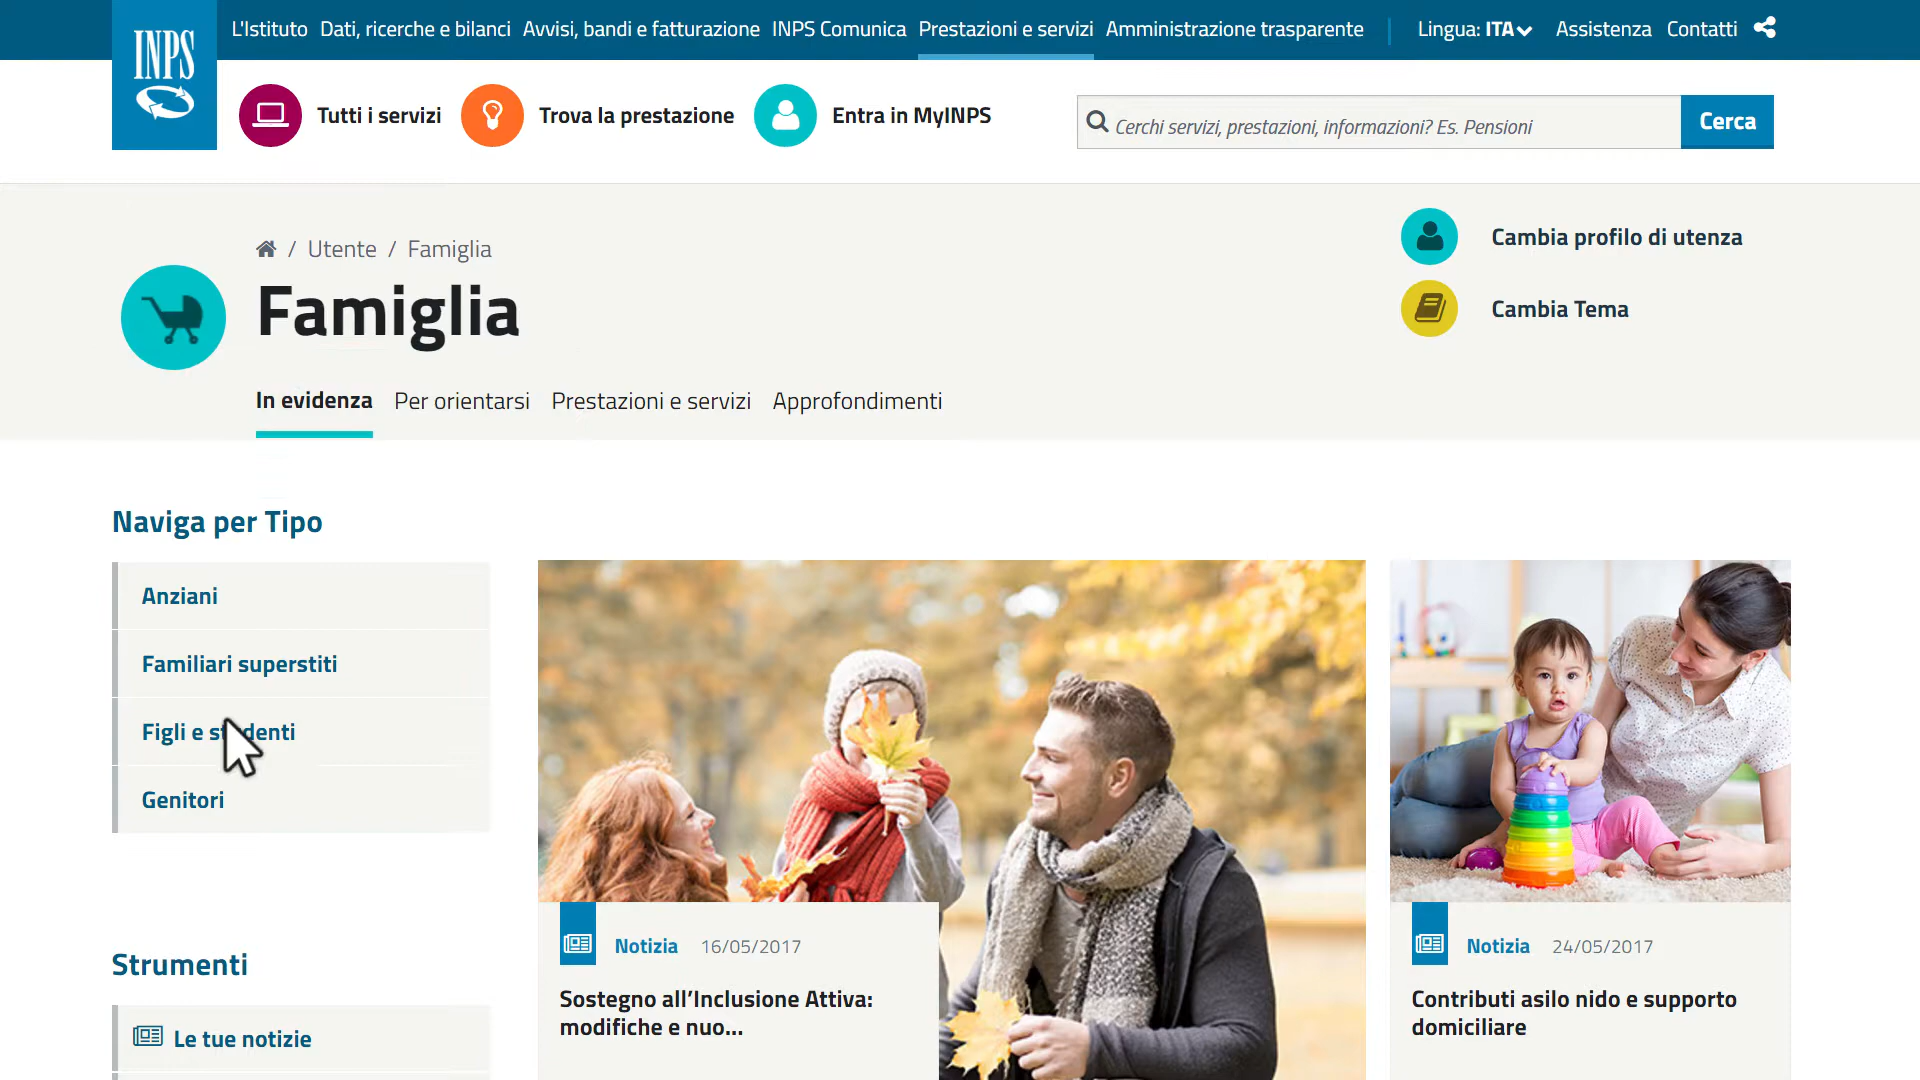 L'Istituto Dati, ricerche e bilanci Avvisi, bandi e fatturazione INPS Comunica Prestazioni e servizi Amministrazione trasparente Lingua: ITA Assistenza Contatti
INPS
Tutti i servizi Trova la prestazione Entra in MyINPS
Cerchi servizi, prestazioni, informazioni? Es. Pensioni Cerca
/ Utente / Famiglia
Famiglia
Cambia profilo di utenza
Cambia Tema
In evidenza Per orientarsi Prestazioni e servizi Approfondimenti
Naviga per Tipo
Anziani
Familiari superstiti
Figli e studenti
Genitori
Strumenti
Le tue notizie
Notizia 16/05/2017
Sostegno all’Inclusione Attiva:
modifiche e nuo...
Notizia 24/05/2017
Contributi asilo nido e supporto
domiciliare